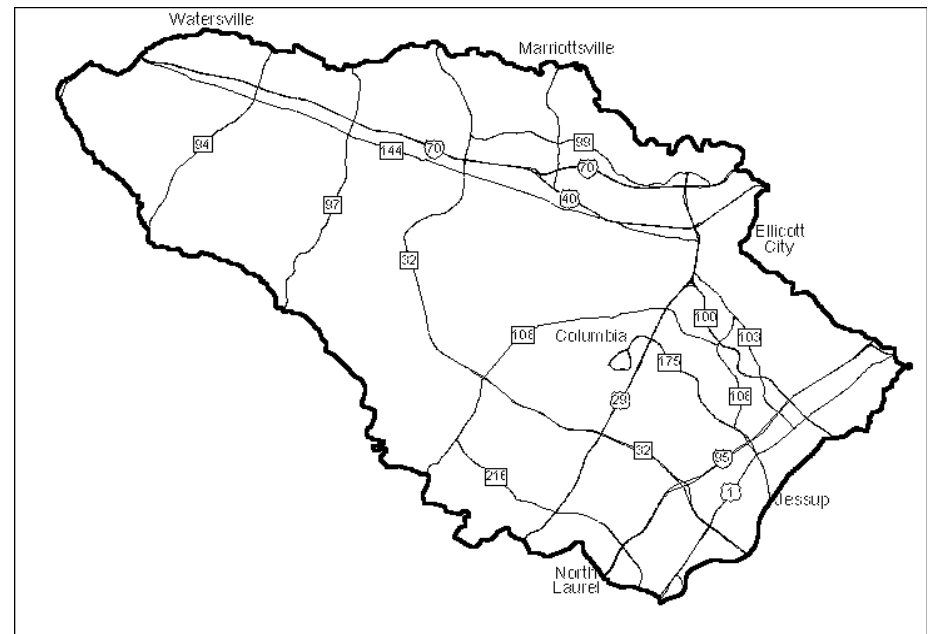 Watersville
Marriottsville
99
94
144
70
70
40
97
Ellicott
City
32
100
108
Columbia
103
175
108
29
32
95
216
1
Jessup
North
Laurel